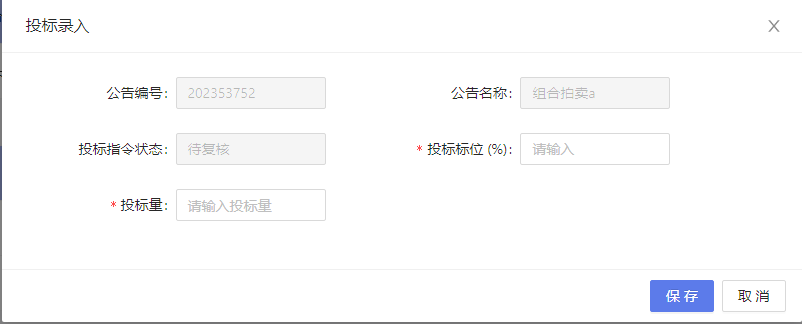 投标录入
公告编号: 202353752 公告名称: 组合拍卖a
投标指令状态: 待复核 * 投标标位 (%): 请输入
* 投标量: 请输入投标量
保 存 取 消